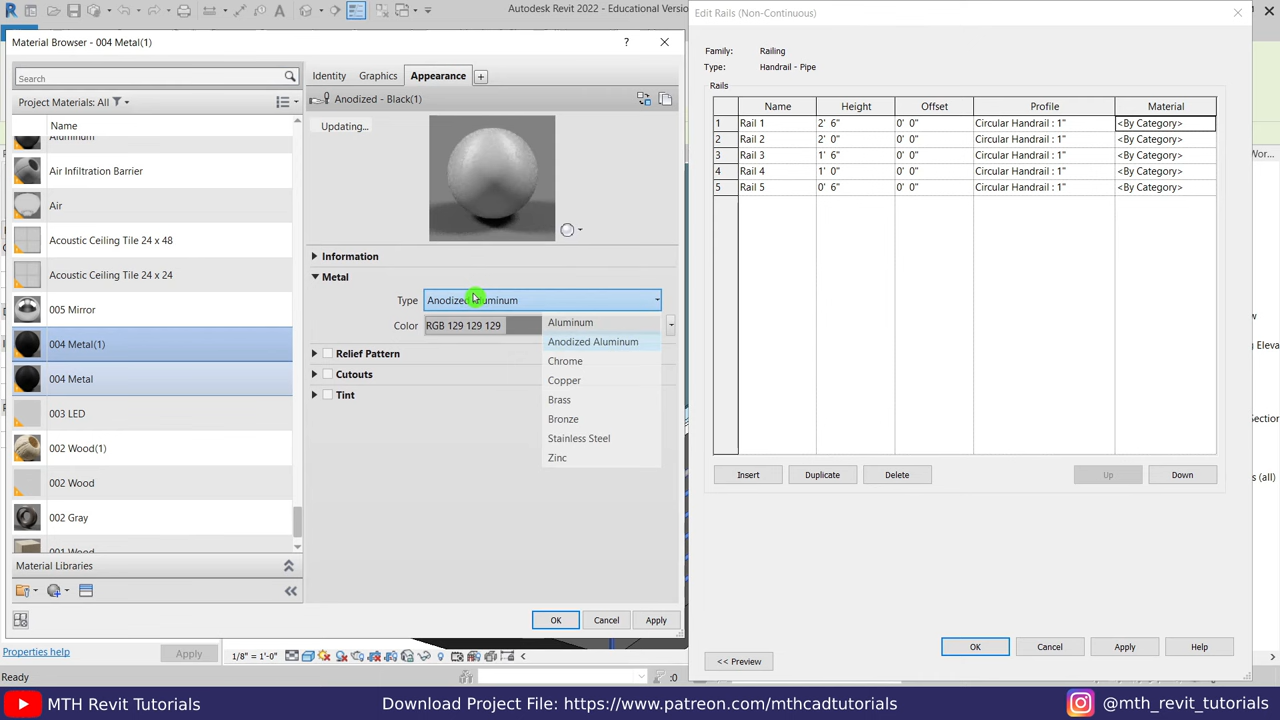 Autodesk Revit 2022 - Educational Version
Edit Rails (Non-Continuous)
Material Browser - 004 Metal(1)
?
Search
Project Materials: All
Name
Aluminum
Air Infiltration Barrier
Air
Acoustic Ceiling Tile 24 x 48
Acoustic Ceiling Tile 24 x 24
005 Mirror
004 Metal(1)
004 Metal
003 LED
002 Wood(1)
002 Wood
002 Gray
001 Wood
Material Libraries
Identity Graphics Appearance +
Anodized - Black(1)
Updating...
Information
Metal
Type Anodized Aluminum
Color RGB 129 129 129
Aluminum
Anodized Aluminum
Chrome
Copper
Brass
Bronze
Stainless Steel
Zinc
Relief Pattern
Cutouts
Tint
OK Cancel Apply
Family: Railing
Type: Handrail - Pipe
Rails
Name Height Offset Profile Material
1 Rail 1 2' 6" 0' 0" Circular Handrail : 1" <By Category>
2 Rail 2 2' 0" 0' 0" Circular Handrail : 1" <By Category>
3 Rail 3 1' 6" 0' 0" Circular Handrail : 1" <By Category>
4 Rail 4 1' 0" 0' 0" Circular Handrail : 1" <By Category>
5 Rail 5 0' 6" 0' 0" Circular Handrail : 1" <By Category>
Insert Duplicate Delete Up Down
<< Preview OK Cancel Apply Help
Wor...
g Eleva
s (all)
Properties help Apply
1/8" = 1'-0"
Ready
:0
MTH Revit Tutorials
Download Project File: https://www.patreon.com/mthcadtutorials
@mth_revit_tutorials